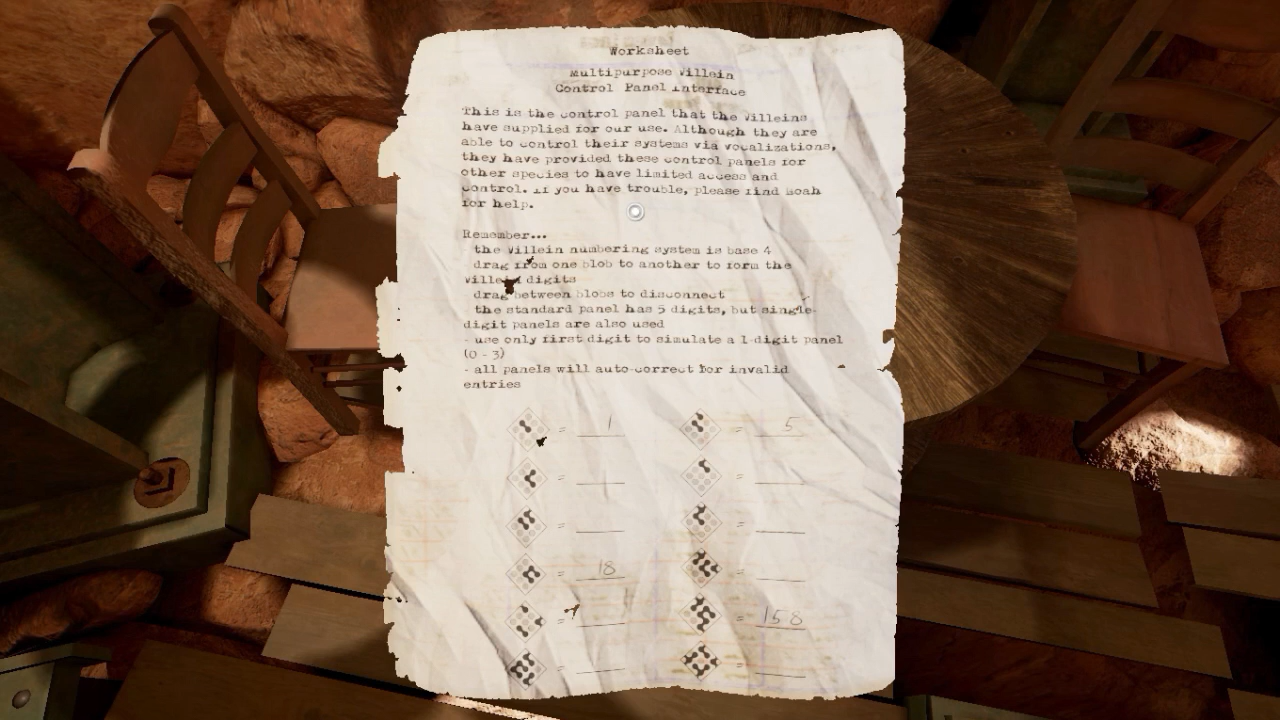 Worksheet
Multipurpose Villein
Control Panel Interface
This is the control panel that the Villeins
have supplied for our use. Although they are
able to control their systems via vocalizations,
they have provided these control panels for
other species to have limited access and
control. If you have trouble, please find Loah
for help.
Remember...
the Villein numbering system is base 4
drag from one blob to another to form the
Villein digits
drag between blobs to disconnect
the standard panel has 5 digits, but single-
digit panels are also used
- use only first digit to simulate a 1-digit panel
(0 - 3)
- all panels will auto-correct for invalid
entries
= 1 = 5
= =
= =
= 18 =
= = 158
= =